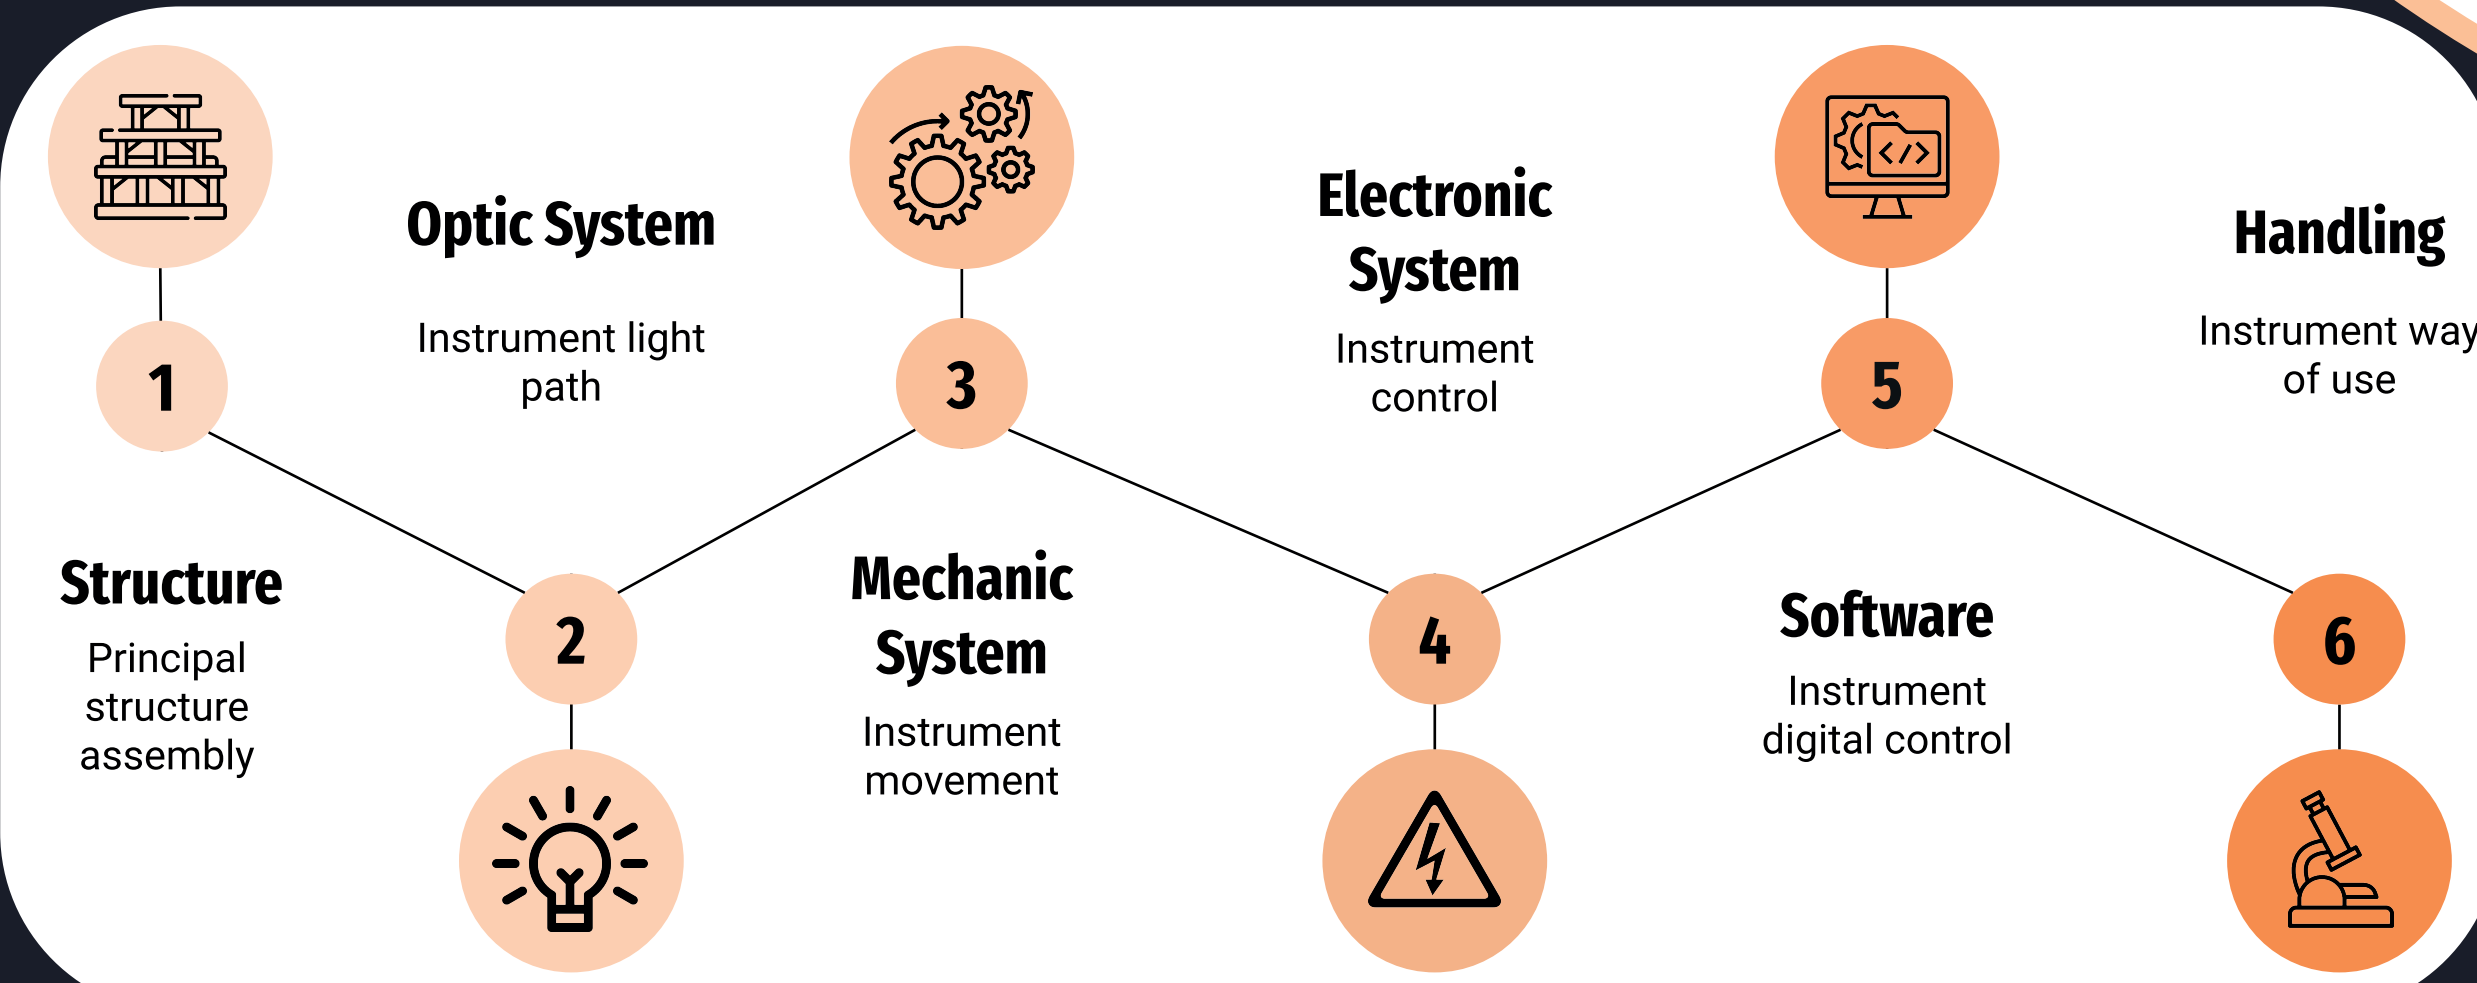 1
Structure
Principal
structure
assembly
Optic System
Instrument light
path
2
3
Mechanic
System
Instrument
movement
Electronic
System
Instrument
control
4
5
Software
Instrument
digital control
Handling
Instrument way
of use
6